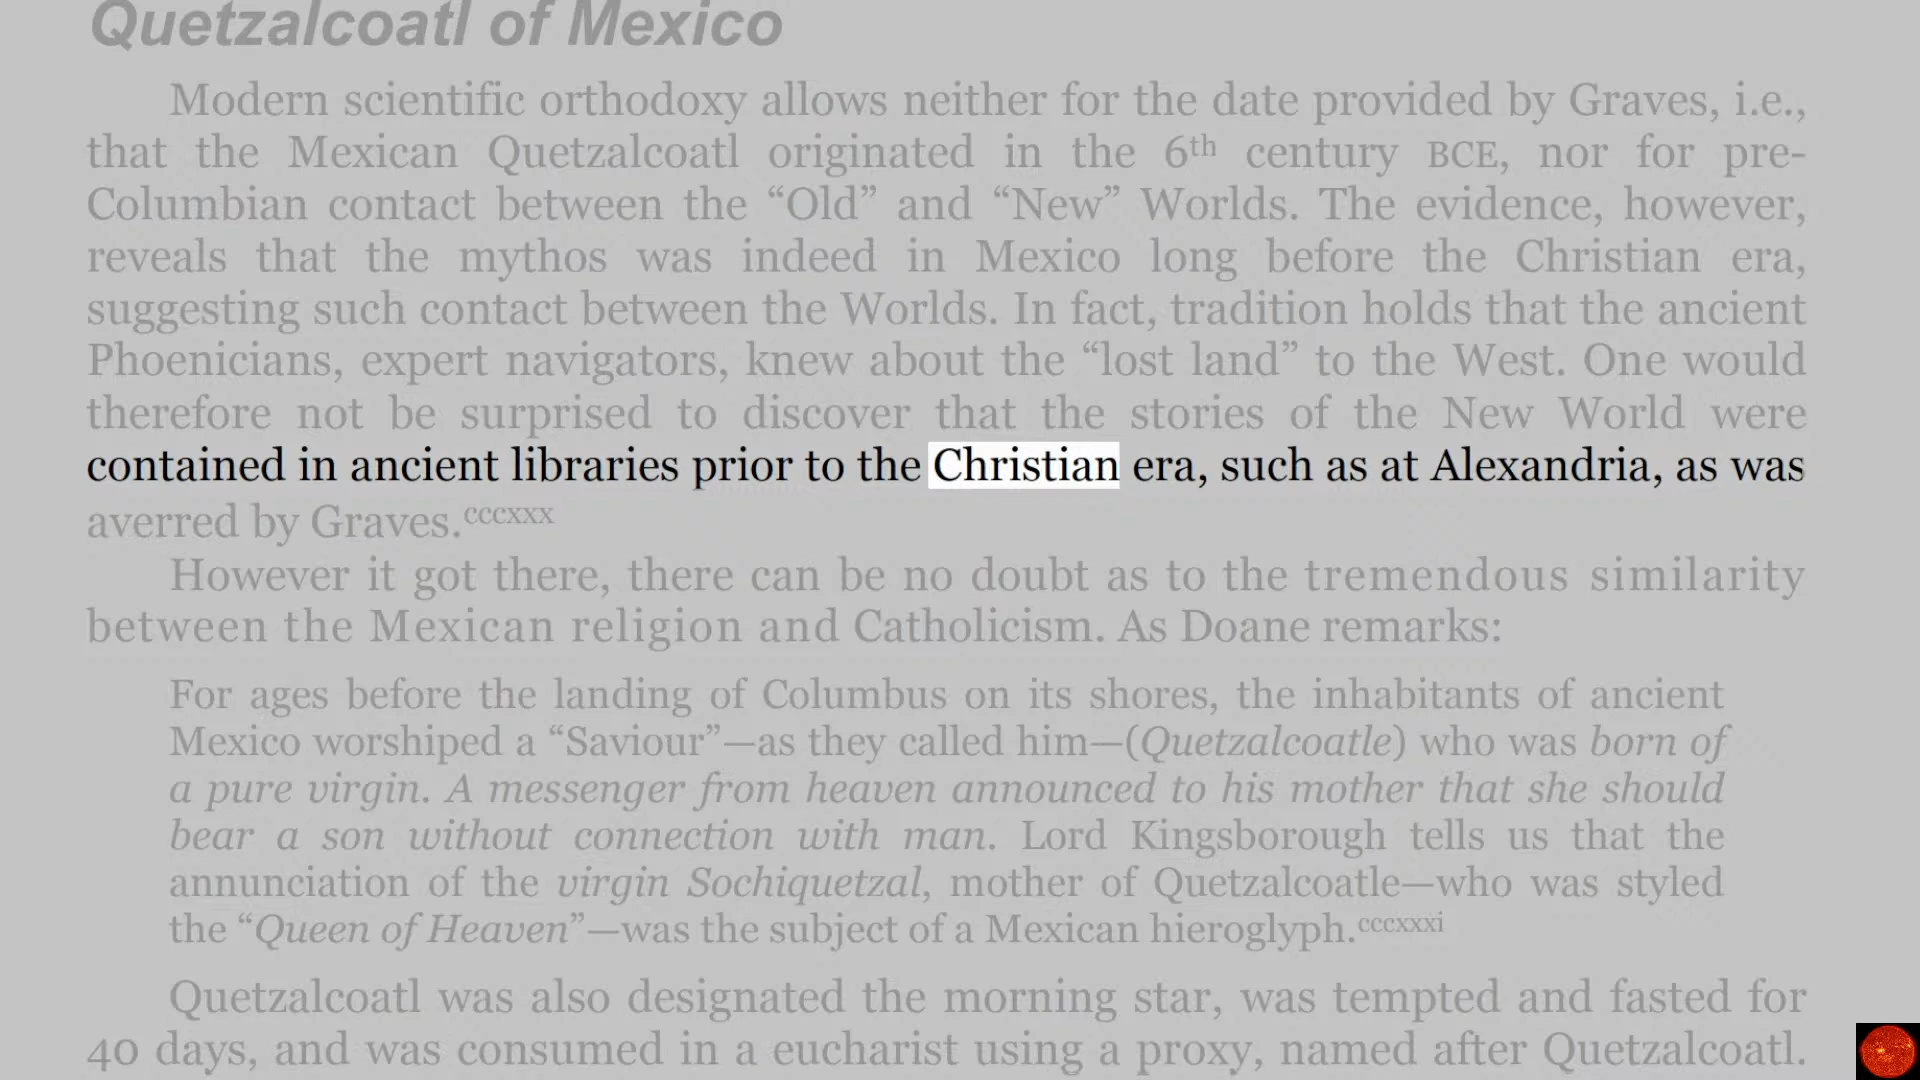 Quetzalcoatl of Mexico
Modern scientific orthodoxy allows neither for the date provided by Graves, i.e.,
that the Mexican Quetzalcoatl originated in the 6th century BCE, nor for pre-
Columbian contact between the “Old” and “New” Worlds. The evidence, however,
reveals that the mythos was indeed in Mexico long before the Christian era,
suggesting such contact between the Worlds. In fact, tradition holds that the ancient
Phoenicians, expert navigators, knew about the “lost land” to the West. One would
therefore not be surprised to discover that the stories of the New World were
contained in ancient libraries prior to the Christian era, such as at Alexandria, as was
averred by Graves.cccxxx
However it got there, there can be no doubt as to the tremendous similarity
between the Mexican religion and Catholicism. As Doane remarks:
For ages before the landing of Columbus on its shores, the inhabitants of ancient
Mexico worshiped a “Saviour”—as they called him—(Quetzalcoatle) who was born of
a pure virgin. A messenger from heaven announced to his mother that she should
bear a son without connection with man. Lord Kingsborough tells us that the
annunciation of the virgin Sochiquetzal, mother of Quetzalcoatle—who was styled
the “Queen of Heaven”—was the subject of a Mexican hieroglyph.cccxxxi
Quetzalcoatl was also designated the morning star, was tempted and fasted for
40 days, and was consumed in a eucharist using a proxy, named after Quetzalcoatl.